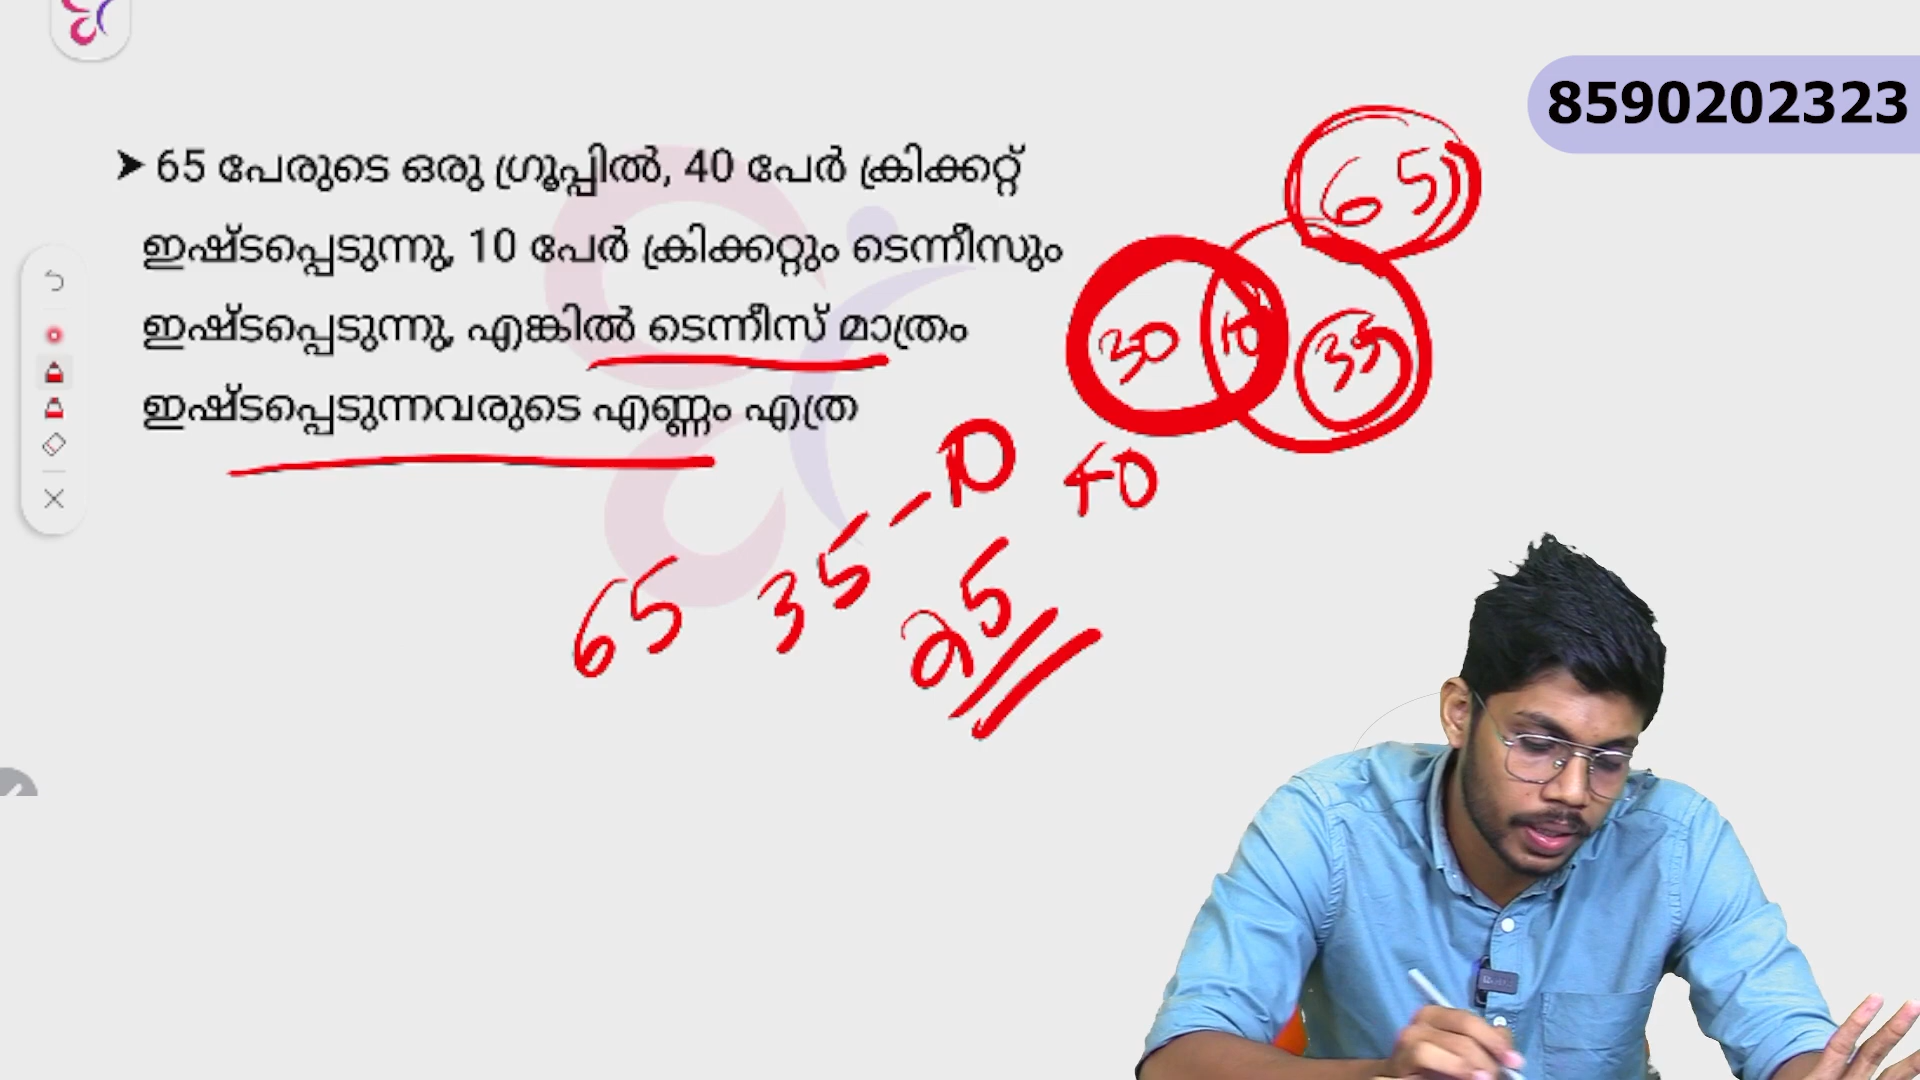 8590202323
➤ 65 പേരുടെ ഒരു ഗ്രൂപ്പിൽ, 40 പേർ ക്രിക്കറ്റ്
ഇഷ്ടപ്പെടുന്നു, 10 പേർ ക്രിക്കറ്റും ടെന്നീസും
ഇഷ്ടപ്പെടുന്നു, എങ്കിൽ ടെന്നീസ് മാത്രം
ഇഷ്ടപ്പെടുന്നവരുടെ എണ്ണം എത്ര
65
30 10 35
40
65 35 - 10
25